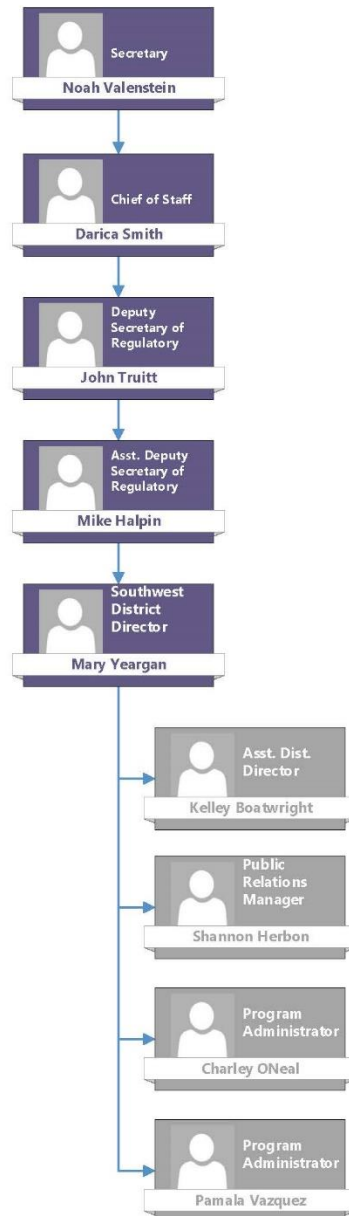 Secretary
Noah Valenstein
Chief of Staff
Darica Smith
Deputy
Secretary of
Regulatory
John Truitt
Asst. Deputy
Secretary of
Regulatory
Mike Halpin
Southwest
District
Director
Mary Yeargan
Asst. Dist.
Director
Kelley Boatwright
Public
Relations
Manager
Shannon Herbon
Program
Administrator
Charley ONeal
Program
Administrator
Pamala Vazquez